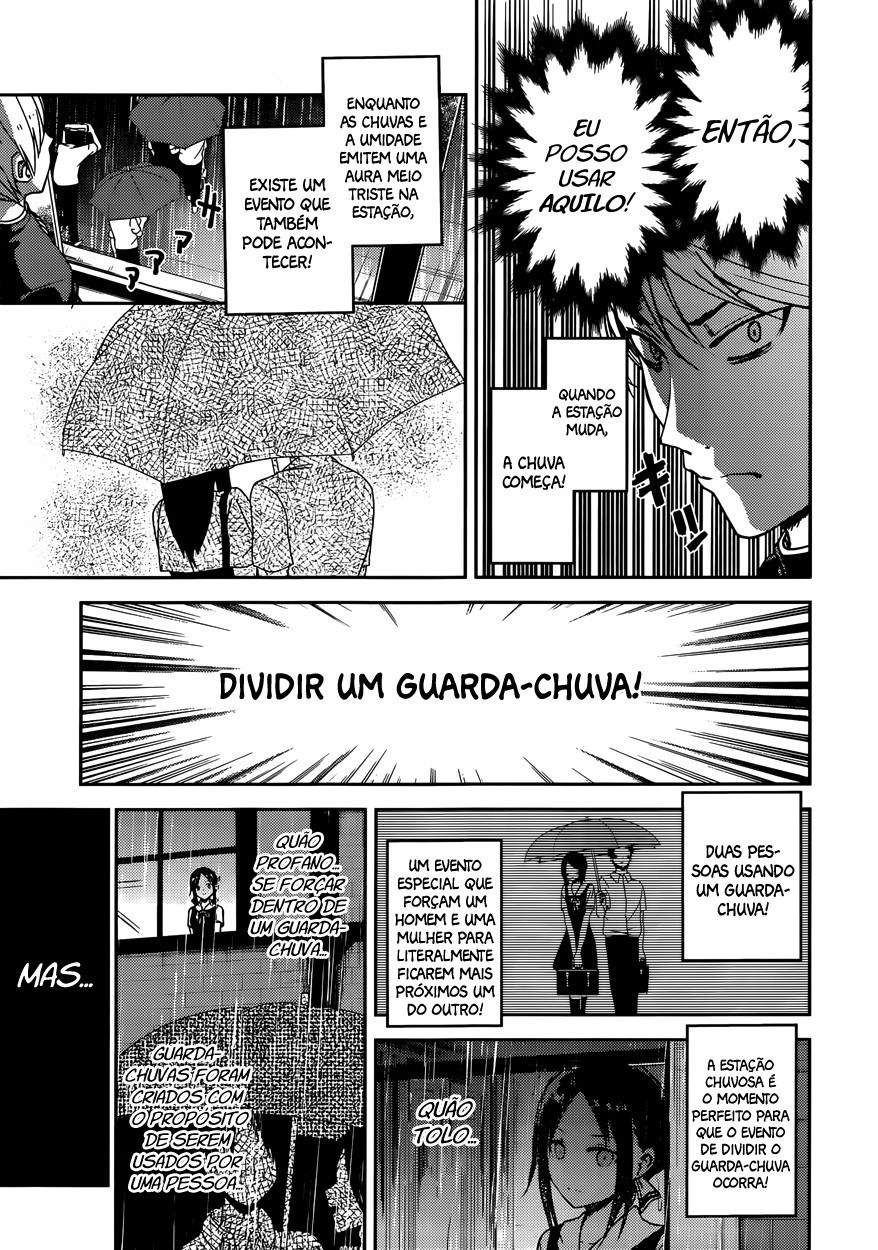 ENTÃO,
EU
POSSO
USAR
AQUILO!
QUANDO
A ESTAÇÃO
MUDA,
A CHUVA
COMEÇA!
ENQUANTO
AS CHUVAS E
A UMIDADE
EMITEM UMA
AURA MEIO
TRISTE NA
ESTAÇÃO,
EXISTE UM
EVENTO QUE
TAMBÉM
PODE ACON-
TECER!
DIVIDIR UM GUARDA-CHUVA!
DUAS PES-
SOAS USANDO
UM GUARDA-
CHUVA!
UM EVENTO
ESPECIAL QUE
FORÇAM UM
HOMEM E UMA
MULHER PARA
LITERALMENTE
FICAREM MAIS
PRÓXIMOS UM
DO OUTRO!
A ESTAÇÃO
CHUVOSA É
O MOMENTO
PERFEITO PARA
QUE O EVENTO
DE DIVIDIR O
GUARDA-CHUVA
OCORRA!
QUÃO
TOLO...
QUÃO
PROFANO...
SE FORÇAR
DENTRO DE
UM GUARDA-
CHUVA...
GUARDA-
CHUVAS FORAM
CRIADOS COM
O PROPÓSITO
DE SEREM
USADOS POR
UMA PESSOA.
MAS...